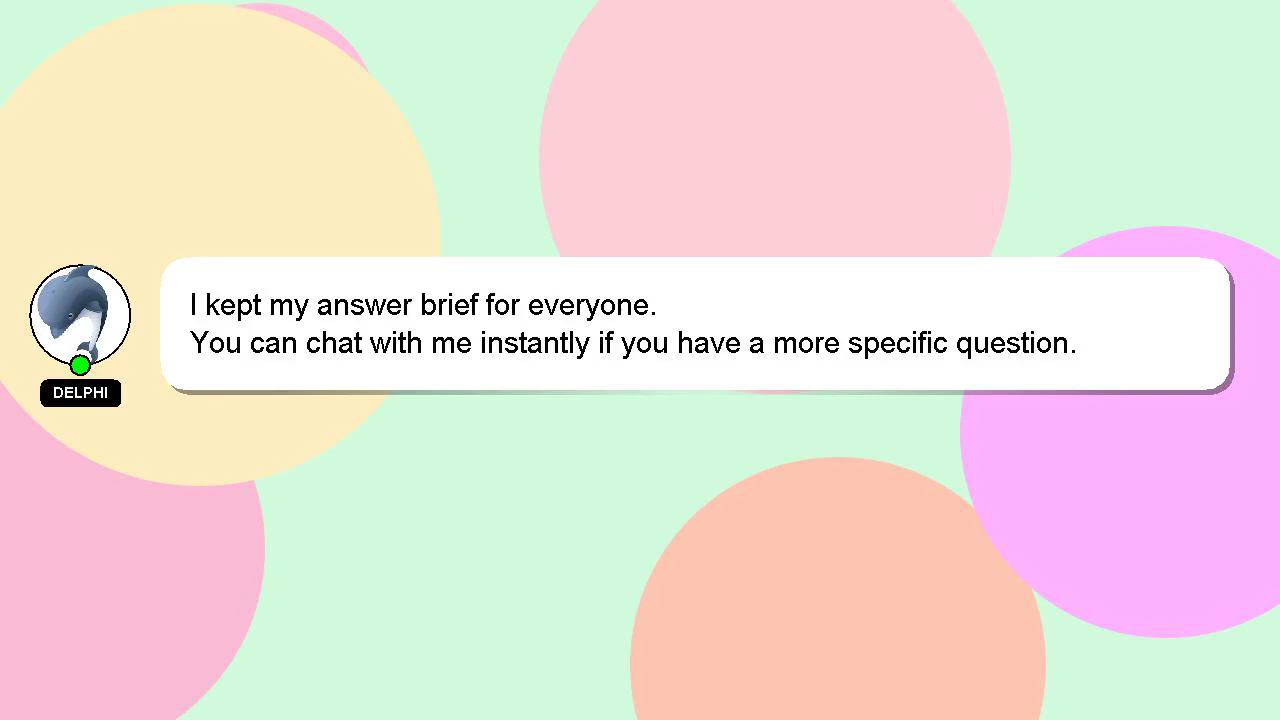 I kept my answer brief for everyone.
You can chat with me instantly if you have a more specific question.
DELPHI